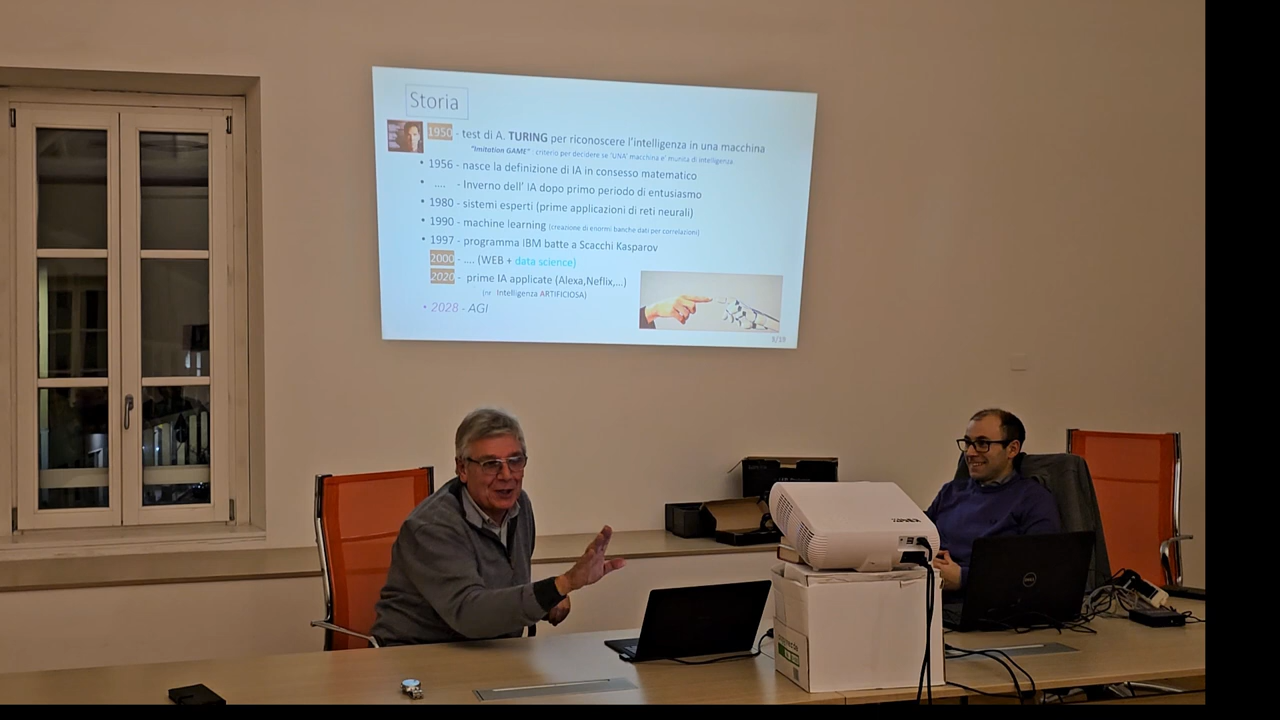 Storia
1950 - test di A. TURING per riconoscere l'intelligenza in una macchina
"Imitation GAME" criterio per decidere se 'UNA' macchina e' munita di intelligenza.
• 1956 - nasce la definizione di IA in consesso matematico
• .... - Inverno dell' IA dopo primo periodo di entusiasmo
• 1980 - sistemi esperti (prime applicazioni di reti neurali)
• 1990 - machine learning (creazione di enormi banche dati per correlazioni)
• 1997 - programma IBM batte a Scacchi Kasparov
2000 - .... (WEB + data science)
2020 - prime IA applicate (Alexa,Neflix,...)
Intelligenza ARTIFICIOSA)
• 2028 - AGI
3/19
DELL